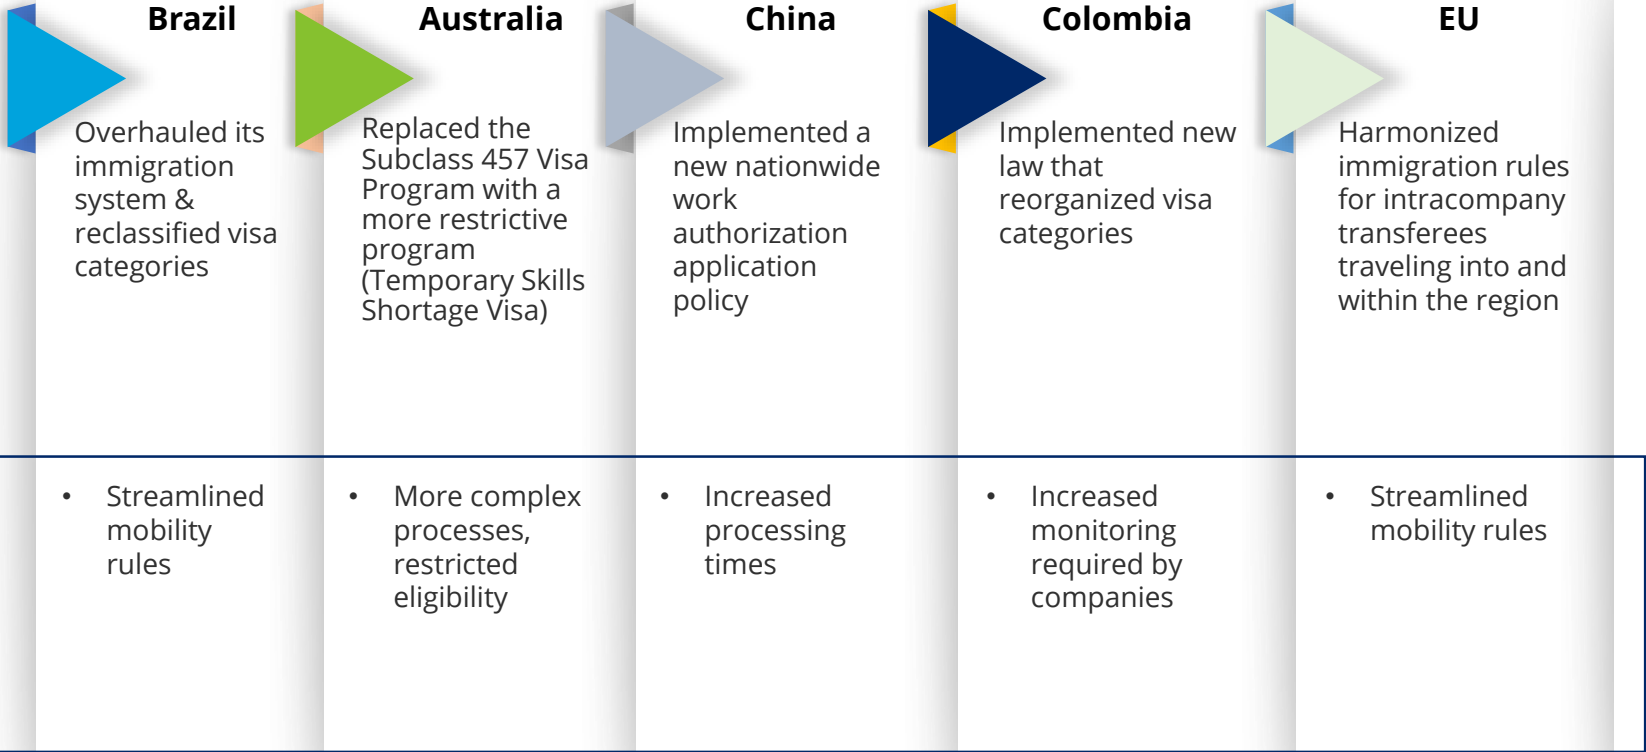 Brazil
Overhauled its
immigration
system &
reclassified visa
categories
• Streamlined
mobility
rules
Australia
Replaced the
Subclass 457 Visa
Program with a
more restrictive
program
(Temporary Skills
Shortage Visa)
• More complex
processes,
restricted
eligibility
China
Implemented a
new nationwide
work
authorization
application
policy
• Increased
processing
times
Colombia
Implemented new
law that
reorganized visa
categories
• Increased
monitoring
required by
companies
EU
Harmonized
immigration rules
for intracompany
transferees
traveling into and
within the region
• Streamlined
mobility rules